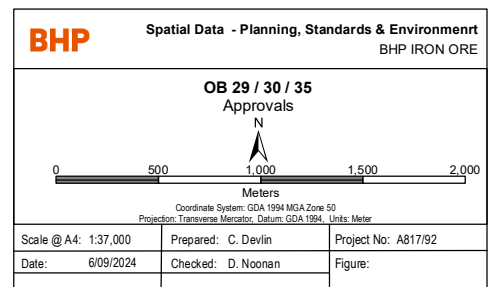 BHP
Spatial Data - Planning, Standards & Environmenrt
BHP IRON ORE
OB 29 / 30 / 35
Approvals
N
0 500 1,000 1,500 2,000
Meters
Coordinate System: GDA 1994 MGA Zone 50
Projection: Transverse Mercator, Datum: GDA 1994, Units: Meter
Scale @ A4: 1:37,000 Prepared: C. Devlin Project No: A817/92
Date: 6/09/2024 Checked: D. Noonan Figure: